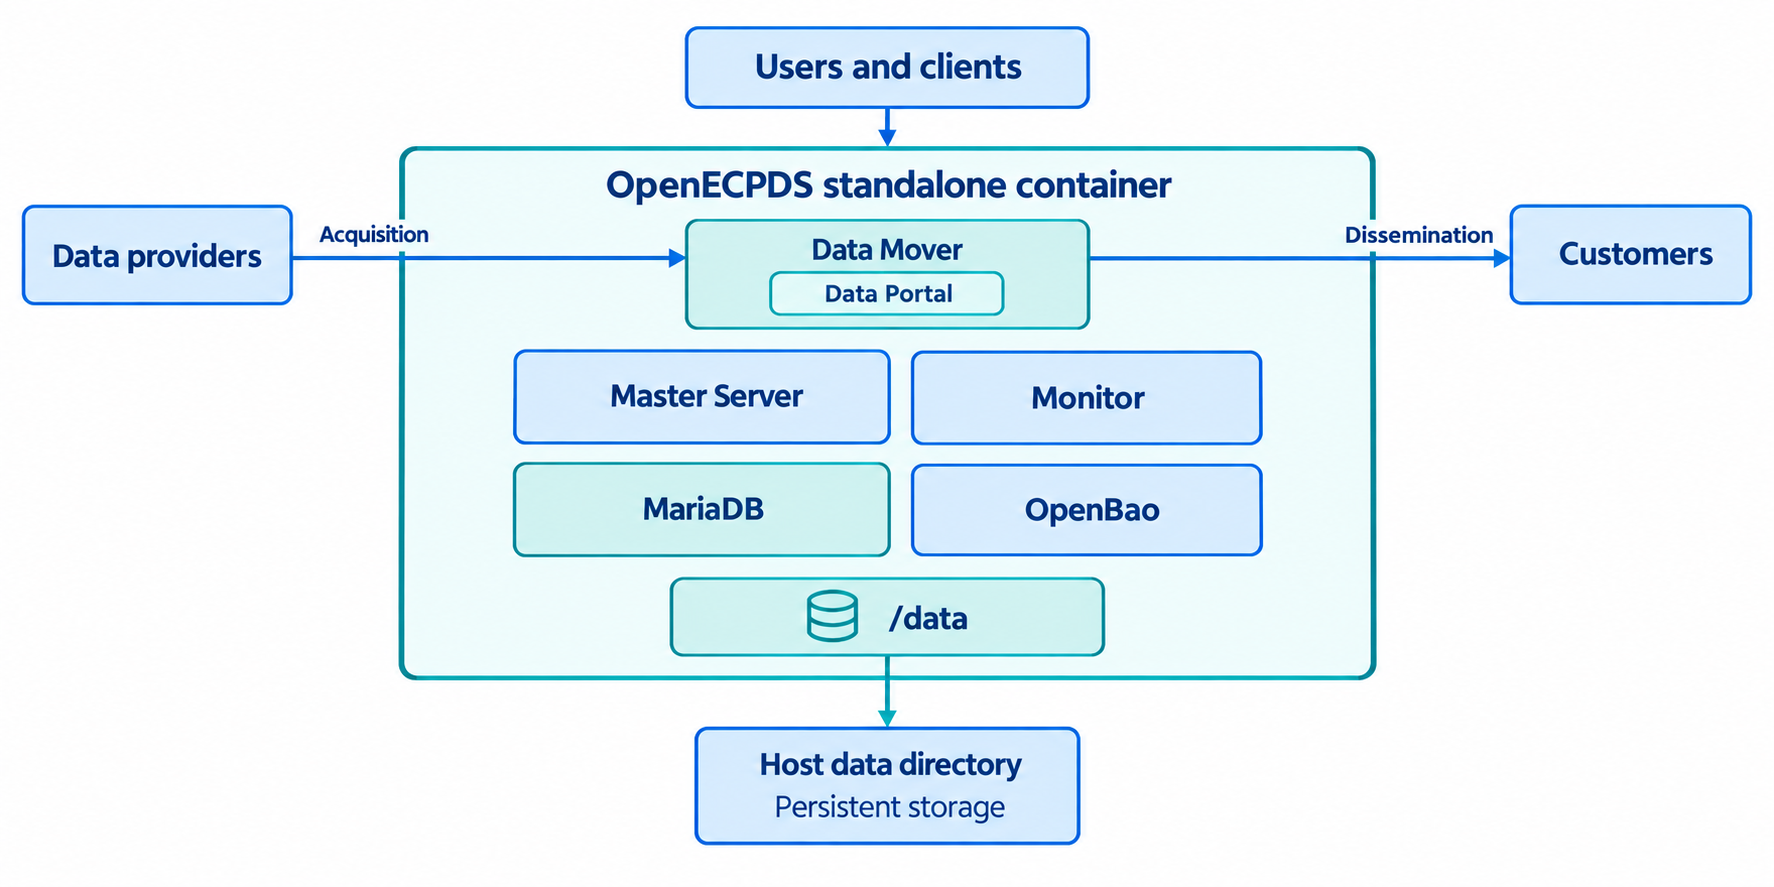 Users and clients
OpenECPDS standalone container
Data providers
Acquisition
Data Mover
Data Portal
Dissemination
Customers
Master Server
Monitor
MariaDB
OpenBao
/data
Host data directory
Persistent storage